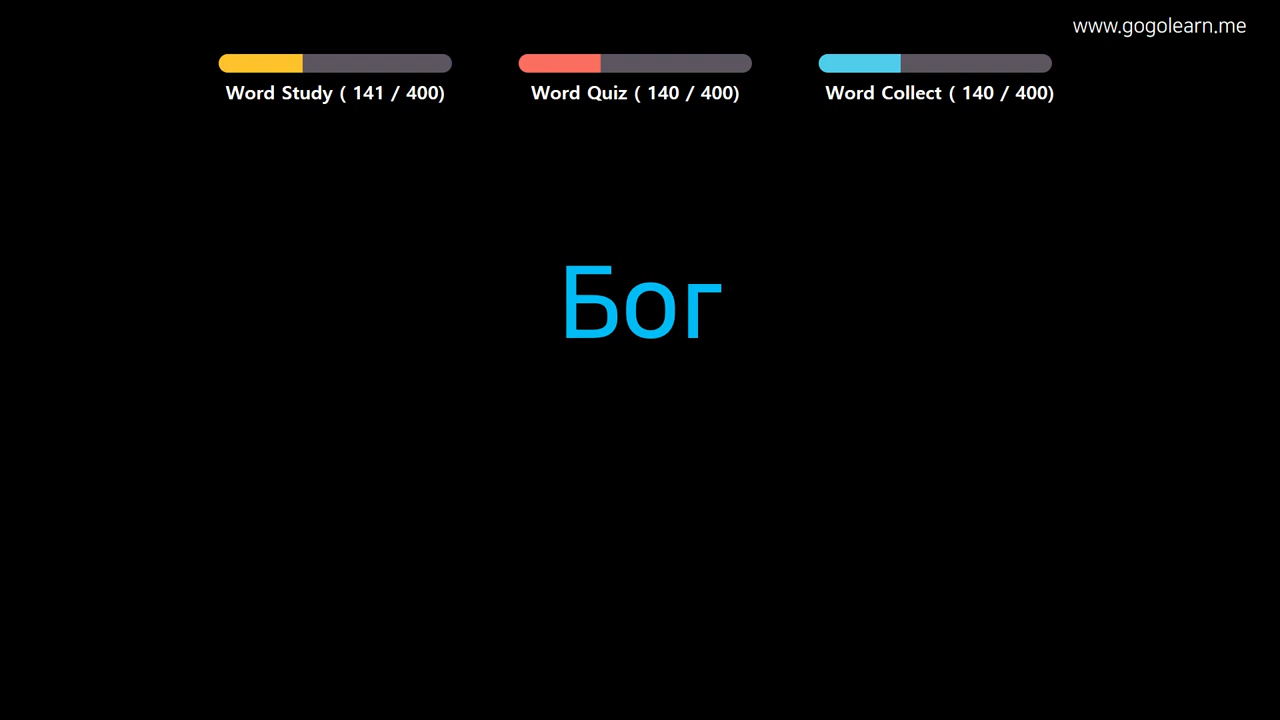 www.gogolearn.me
Word Study ( 141 / 400)
Word Quiz ( 140 / 400)
Word Collect ( 140 / 400)
Бог